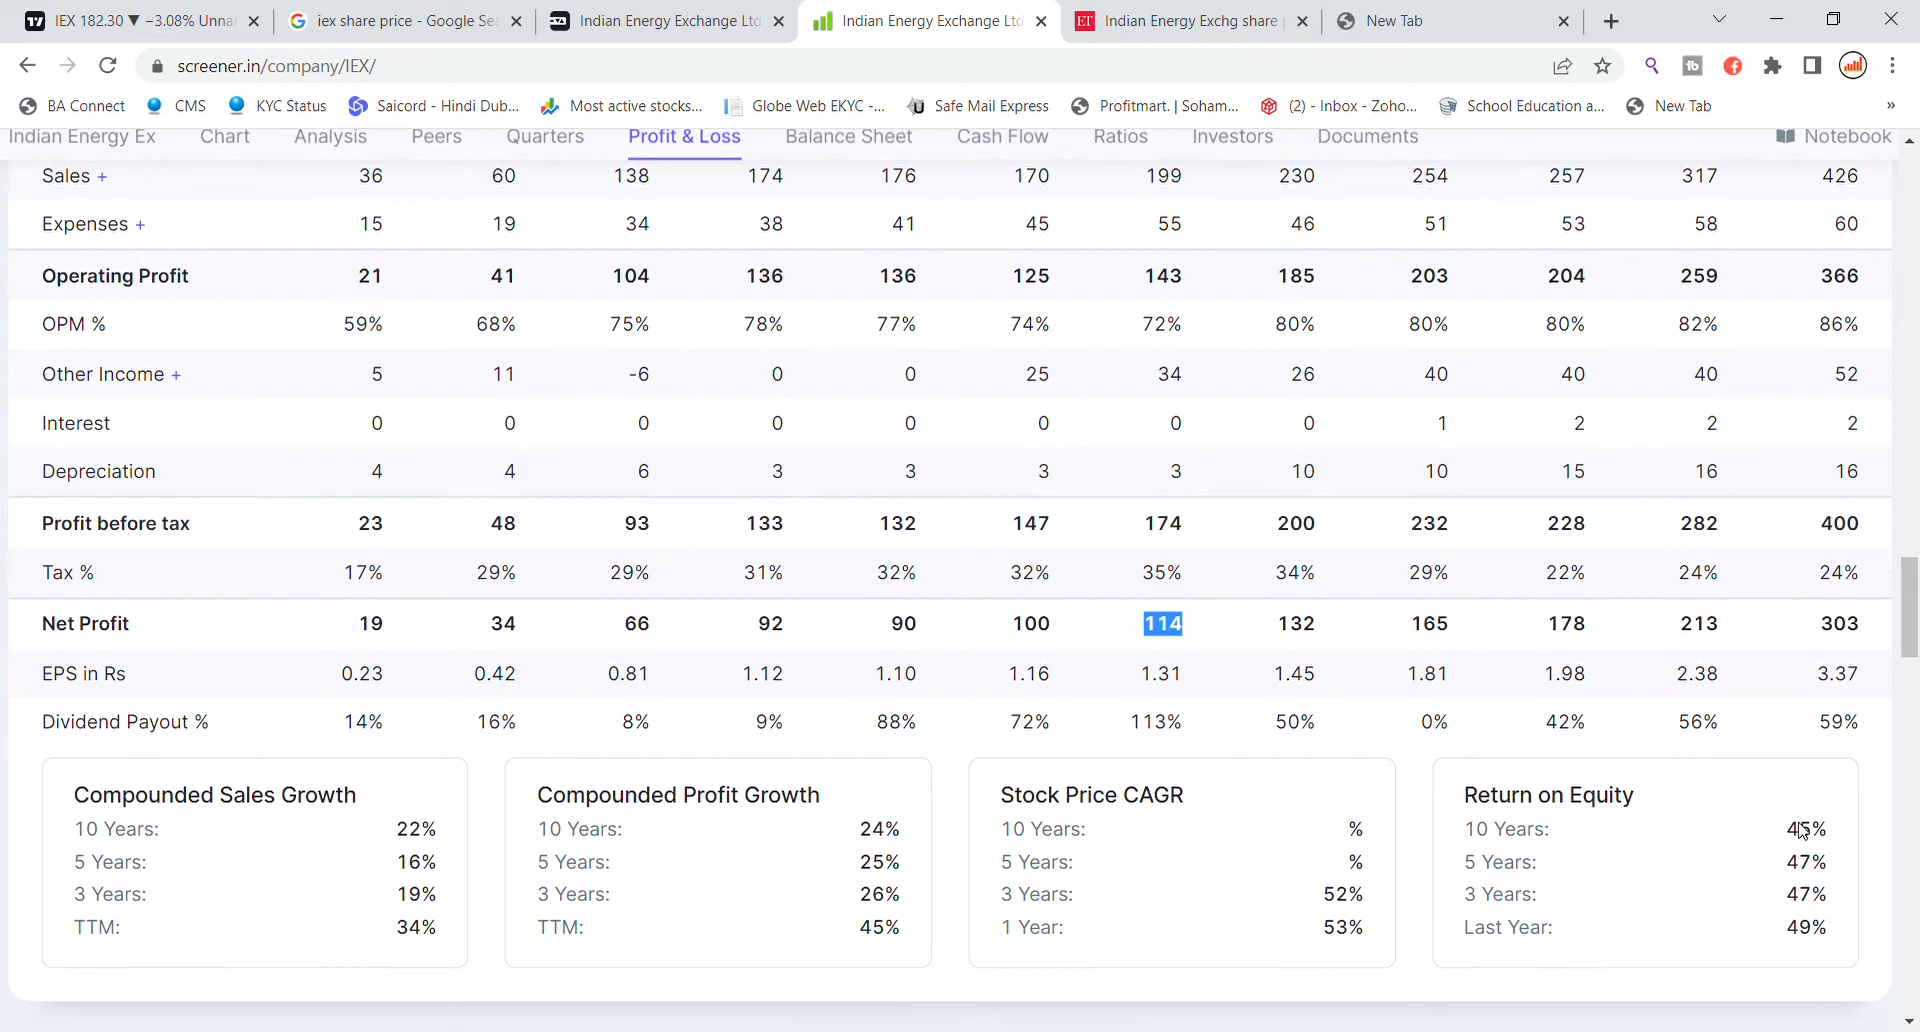 IEX 182.30 ▼ −3.08% Unna
iex share price - Google Sea
Indian Energy Exchange Ltd
Indian Energy Exchange Ltd
ET
Indian Energy Exchg share p
New Tab
screener.in/company/IEX/
BA Connect
CMS
KYC Status
Saicord - Hindi Dub...
Most active stocks...
Globe Web EKYC -...
Safe Mail Express
Profitmart. | Soham...
(2) - Inbox - Zoho...
School Education a...
New Tab
»
Indian Energy Ex Chart Analysis Peers Quarters Profit & Loss Balance Sheet Cash Flow Ratios Investors Documents Notebook
Sales + 36 60 138 174 176 170 199 230 254 257 317 426
Expenses + 15 19 34 38 41 45 55 46 51 53 58 60
Operating Profit 21 41 104 136 136 125 143 185 203 204 259 366
OPM % 59% 68% 75% 78% 77% 74% 72% 80% 80% 80% 82% 86%
Other Income + 5 11 -6 0 0 25 34 26 40 40 40 52
Interest 0 0 0 0 0 0 0 0 1 2 2 2
Depreciation 4 4 6 3 3 3 3 10 10 15 16 16
Profit before tax 23 48 93 133 132 147 174 200 232 228 282 400
Tax % 17% 29% 29% 31% 32% 32% 35% 34% 29% 22% 24% 24%
Net Profit 19 34 66 92 90 100 114 132 165 178 213 303
EPS in Rs 0.23 0.42 0.81 1.12 1.10 1.16 1.31 1.45 1.81 1.98 2.38 3.37
Dividend Payout % 14% 16% 8% 9% 88% 72% 113% 50% 0% 42% 56% 59%
Compounded Sales Growth
10 Years: 22%
5 Years: 16%
3 Years: 19%
TTM: 34%
Compounded Profit Growth
10 Years: 24%
5 Years: 25%
3 Years: 26%
TTM: 45%
Stock Price CAGR
10 Years: %
5 Years: %
3 Years: 52%
1 Year: 53%
Return on Equity
10 Years: 45%
5 Years: 47%
3 Years: 47%
Last Year: 49%